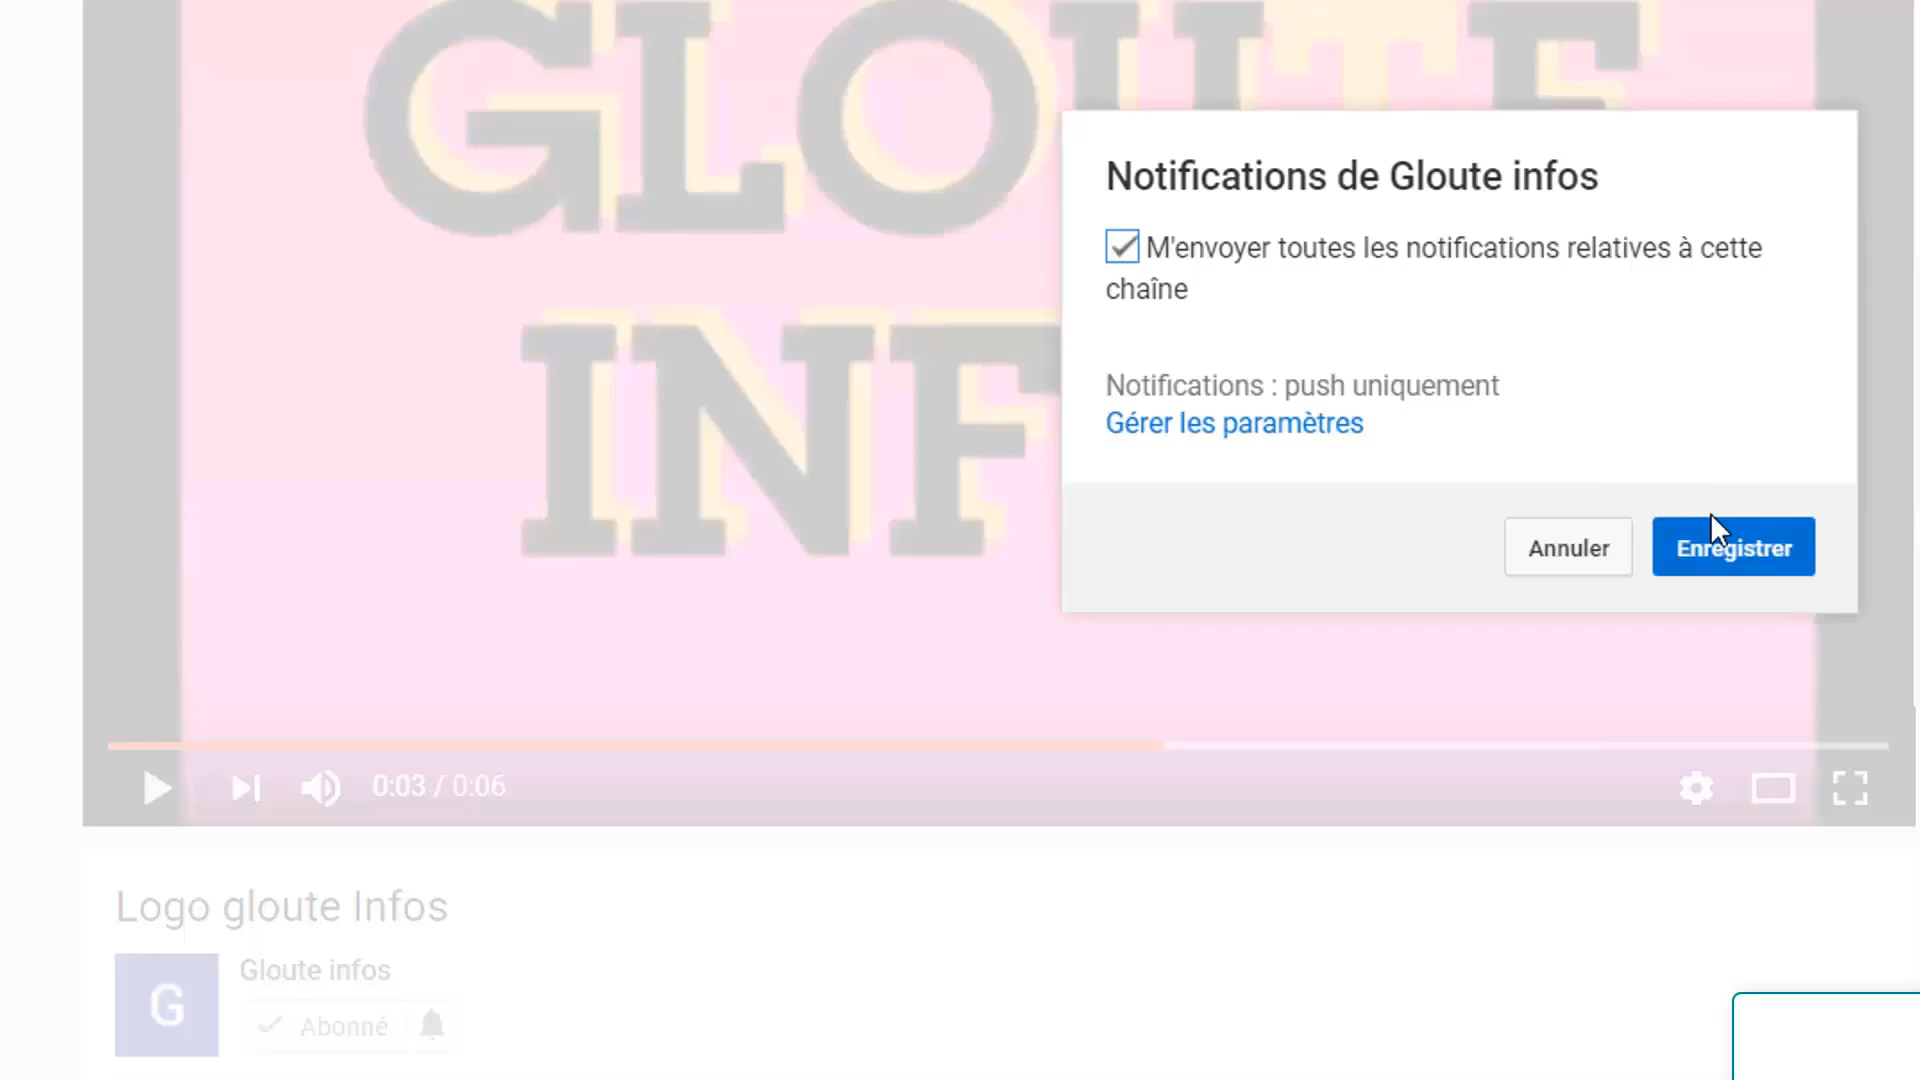 GLOUTE
INF
Notifications de Gloute infos
M'envoyer toutes les notifications relatives à cette
chaîne
Notifications : push uniquement
Gérer les paramètres
Annuler
Enregistrer
0:03 / 0:06
Logo gloute Infos
G
Gloute infos
Abonné